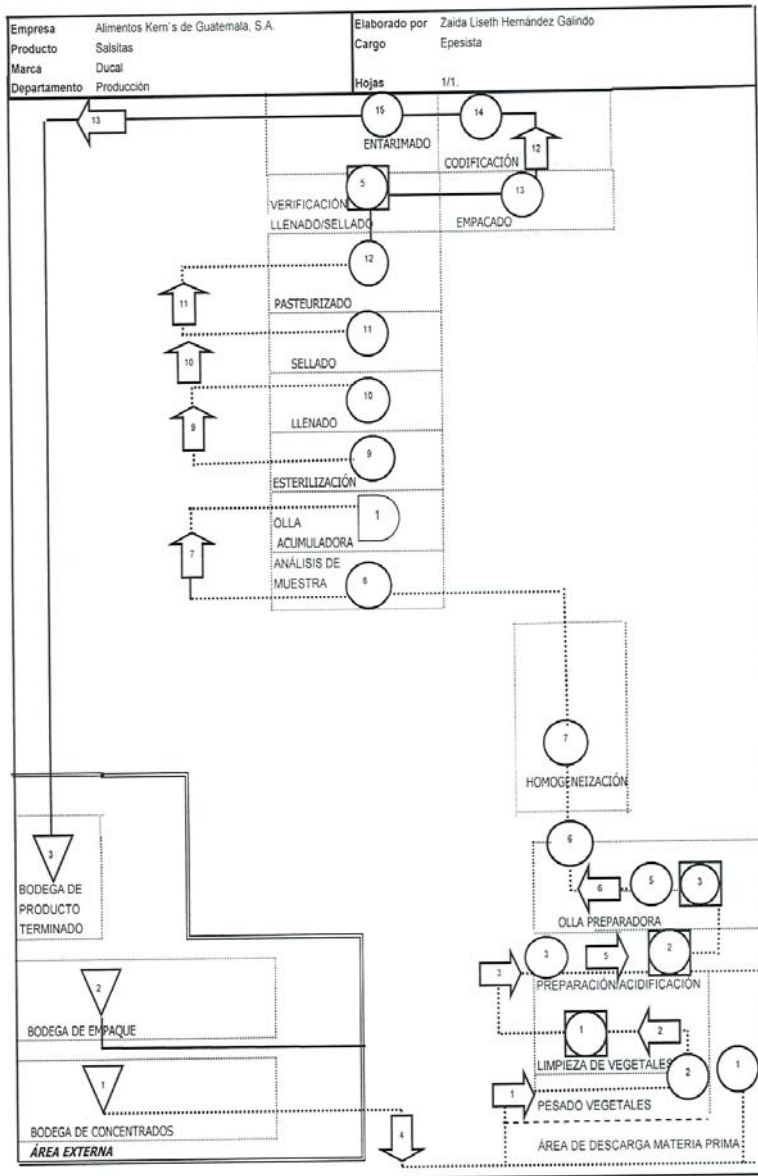 Empresa Alimentos Kern´s de Guatemala, S.A. Elaborado por Zaida Liseth Hernández Galindo
Producto Salsitas Cargo Epesista
Marca Ducal
Departamento Producción Hojas 1/1.
13 15 14
ENTARIMADO 12
CODIFICACIÓN
5 13
VERIFICACIÓN
LLENADO/SELLADO EMPACADO
12
11
PASTEURIZADO
11
10
SELLADO
10
9
LLENADO
9
ESTERILIZACIÓN
1
OLLA
ACUMULADORA
7
ANÁLISIS DE
MUESTRA
8
7
HOMOGENEIZACIÓN
6
3
BODEGA DE
PRODUCTO
TERMINADO
6 5 3
OLLA PREPARADORA
3 3 5 2
PREPARACIÓN/ACIDIFICACIÓN
2
BODEGA DE EMPAQUE
1 2
LIMPIEZA DE VEGETALES
1 2 1
PESADO VEGETALES
1
BODEGA DE CONCENTRADOS
4
ÁREA DE DESCARGA MATERIA PRIMA
ÁREA EXTERNA